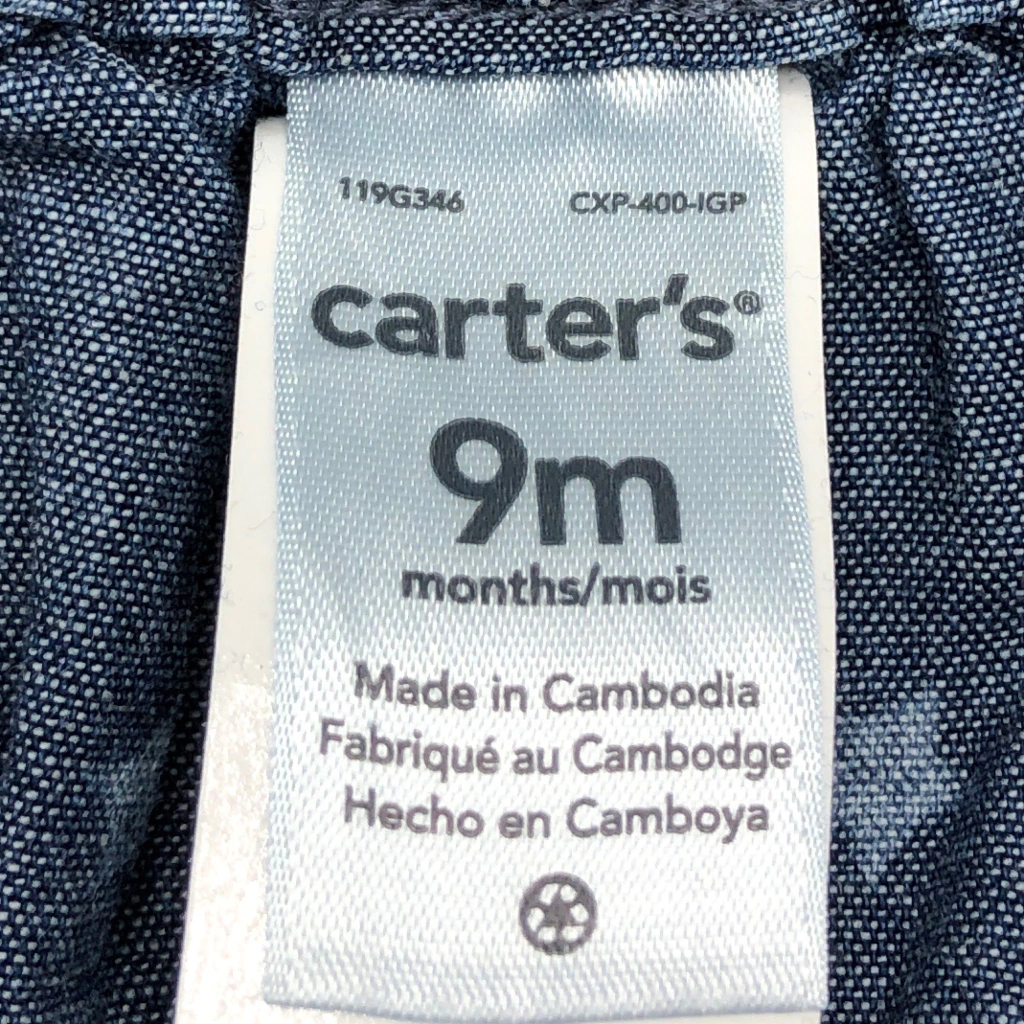 119G346 CXP-400-IGP
carter's®
9m
months/mois
Made in Cambodia
Fabriqué au Cambodge
Hecho en Camboya